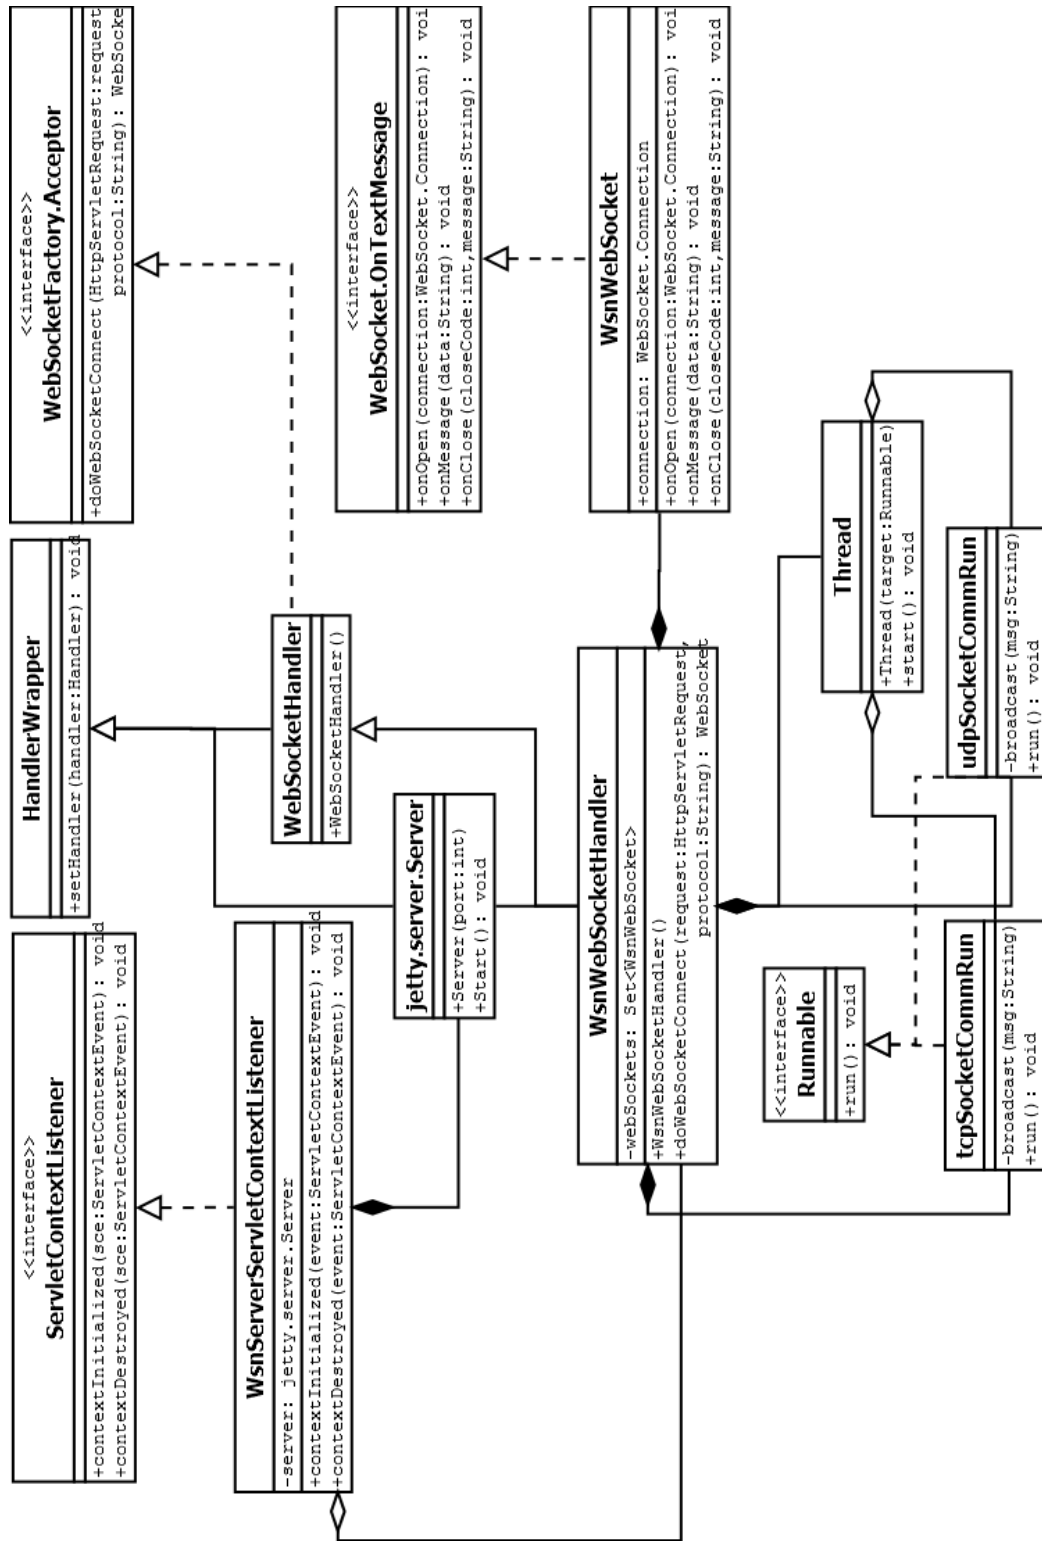 <<interface>>
ServletContextListener
+contextInitialized(sce:ServletContextEvent): void
+contextDestroyed(sce:ServletContextEvent): void
HandlerWrapper
+setHandler(handler:Handler): void
<<interface>>
WebSocketFactory.Acceptor
+doWebSocketConnect(HttpServletRequest:request
protocol:String): WebSocke
WsnServerServletContextListener
-server: jetty.server.Server
+contextInitialized(event:ServletContextEvent): void
+contextDestroyed(event:ServletContextEvent): void
WebSocketHandler
+WebSocketHandler()
<<interface>>
WebSocket.OnTextMessage
+onOpen(connection:WebSocket.Connection): voi
+onMessage(data:String): void
+onClose(closeCode:int,message:String): void
jetty.server.Server
+Server(port:int)
+Start(): void
WsnWebSocketHandler
-webSockets: Set<WsnWebSocket>
+WsnWebSocketHandler()
+doWebSocketConnect(request:HttpServletRequest,
protocol:String): WebSocket
WsnWebSocket
+connection: WebSocket.Connection
+onOpen(connection:WebSocket.Connection): voi
+onMessage(data:String): void
+onClose(closeCode:int,message:String): void
<<interface>>
Runnable
+run(): void
Thread
+Thread(target:Runnable)
+start(): void
tcpSocketCommRun
-broadcast(msg:String)
+run(): void
udpSocketCommRun
-broadcast(msg:String)
+run(): void